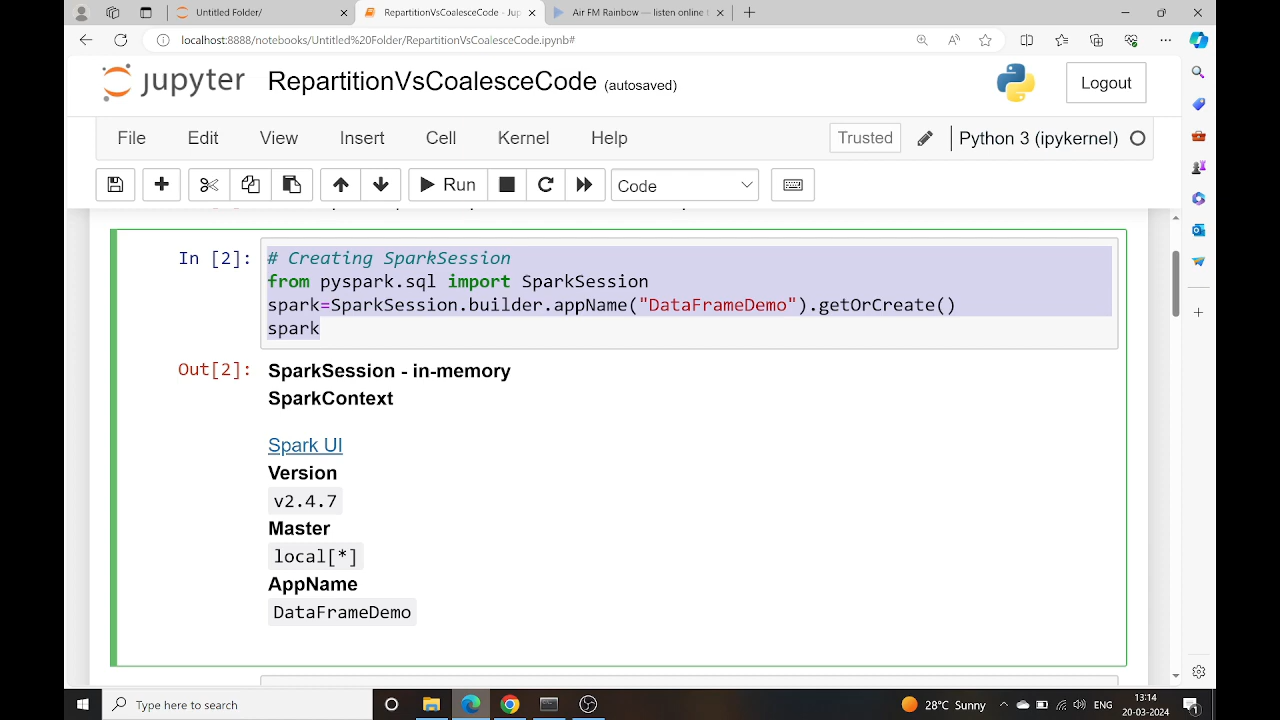 Untitled Folder/
RepartitionVsCoalesceCode - Jup
Air FM Rainbow — listen online
localhost:8888/notebooks/Untitled%20Folder/RepartitionVsCoalesceCode.ipynb#
jupyter
RepartitionVsCoalesceCode (autosaved)
Logout
File Edit View Insert Cell Kernel Help
Trusted
Python 3 (ipykernel)
Run
Code
In [2]:
# Creating SparkSession
from pyspark.sql import SparkSession
spark=SparkSession.builder.appName("DataFrameDemo").getOrCreate()
spark
Out[2]:
SparkSession - in-memory
SparkContext
Spark UI
Version
v2.4.7
Master
local[*]
AppName
DataFrameDemo
Type here to search
28°C Sunny
ENG
13:14
20-03-2024
1